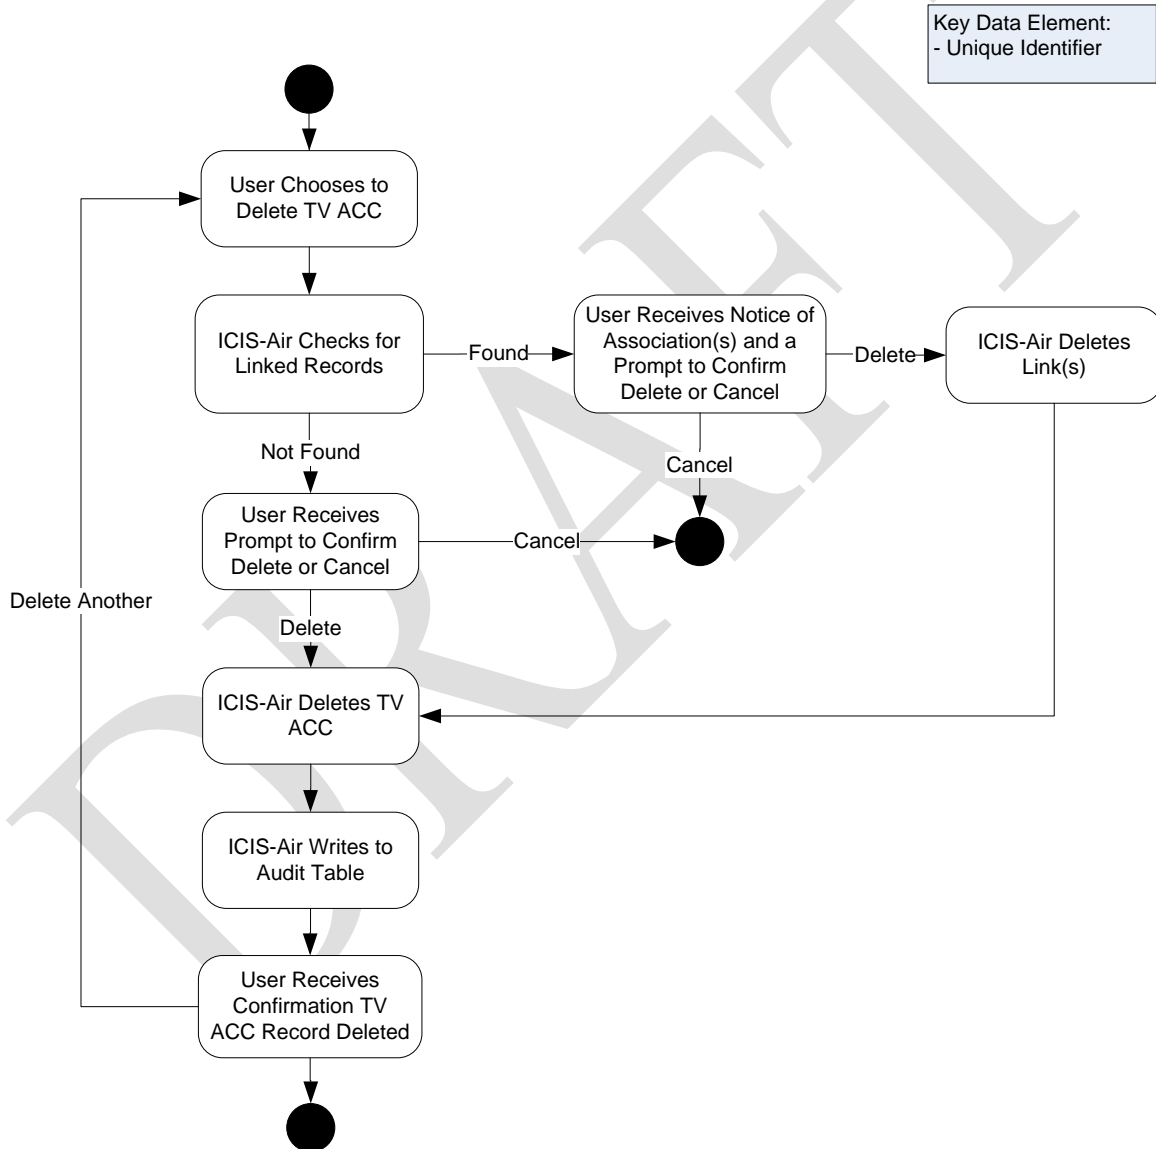 Key Data Element:
- Unique Identifier
User Chooses to
Delete TV ACC
ICIS-Air Checks for
Linked Records
Found
User Receives Notice of
Association(s) and a
Prompt to Confirm
Delete or Cancel
Delete
ICIS-Air Deletes
Link(s)
Not Found
Cancel
User Receives
Prompt to Confirm
Delete or Cancel
Cancel
Delete Another
Delete
ICIS-Air Deletes TV
ACC
ICIS-Air Writes to
Audit Table
User Receives
Confirmation TV
ACC Record Deleted
DRAFT